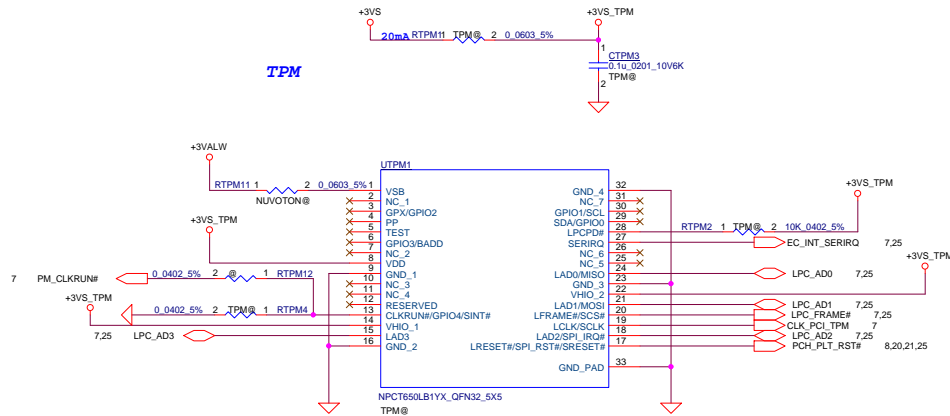 +3VS
+3VS_TPM
20mA RTPM1 1 TPM@ 2 0_0603_5%
1
CTPM3
0.1u_0201_10V6K
TPM@
2
TPM
+3VALW
UTPM1
RTPM11 1 2 0_0603_5%
NUVOTON@
+3VS_TPM
7 PM_CLKRUN# 0_0402_5% 2 @ 1 RTPM12
+3VS_TPM
0_0402_5% 2 TPM@ 1 RTPM4
7,25 LPC_AD3
1 VSB
2 NC_1
3 GPX/GPIO2
4 PP
5 TEST
6 GPIO3/BADD
7 NC_2
8 VDD
9 GND_1
10 NC_3
11 NC_4
12 RESERVED
13 CLKRUN#/GPIO4/SINT#
14 VHIO_1
15 LAD3
16 GND_2
GND_4 32
NC_7 31
GPIO1/SCL 30
SDA/GPIO0 29
LPCPD# 28
SERIRQ 27
NC_6 26
NC_5 25
LAD0/MISO 24
GND_3 23
VHIO_2 22
LAD1/MOSI 21
LFRAME#/SCS# 20
LCLK/SCLK 19
LAD2/SPI_IRQ# 18
LRESET#/SPI_RST#/SRESET# 17
GND_PAD 33
NPCT650LB1YX_QFN32_5X5
TPM@
+3VS_TPM
RTPM2 1 TPM@ 2 10K_0402_5%
EC_INT_SERIRQ 7,25
+3VS_TPM
LPC_AD0 7,25
LPC_AD1 7,25
LPC_FRAME# 7,25
CLK_PCI_TPM 7
LPC_AD2 7,25
PCH_PLT_RST# 8,20,21,25